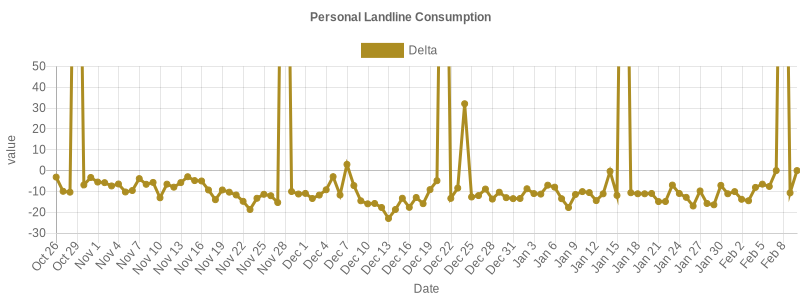 Personal Landline Consumption
Delta
value
50
40
30
20
10
0
-10
-20
-30
Oct 26
Oct 29
Nov 1
Nov 4
Nov 7
Nov 10
Nov 13
Nov 16
Nov 19
Nov 22
Nov 25
Nov 28
Dec 1
Dec 4
Dec 7
Dec 10
Dec 13
Dec 16
Dec 19
Dec 22
Dec 25
Dec 28
Dec 31
Jan 3
Jan 6
Jan 9
Jan 12
Jan 15
Jan 18
Jan 21
Jan 24
Jan 27
Jan 30
Feb 2
Feb 5
Feb 8
Date